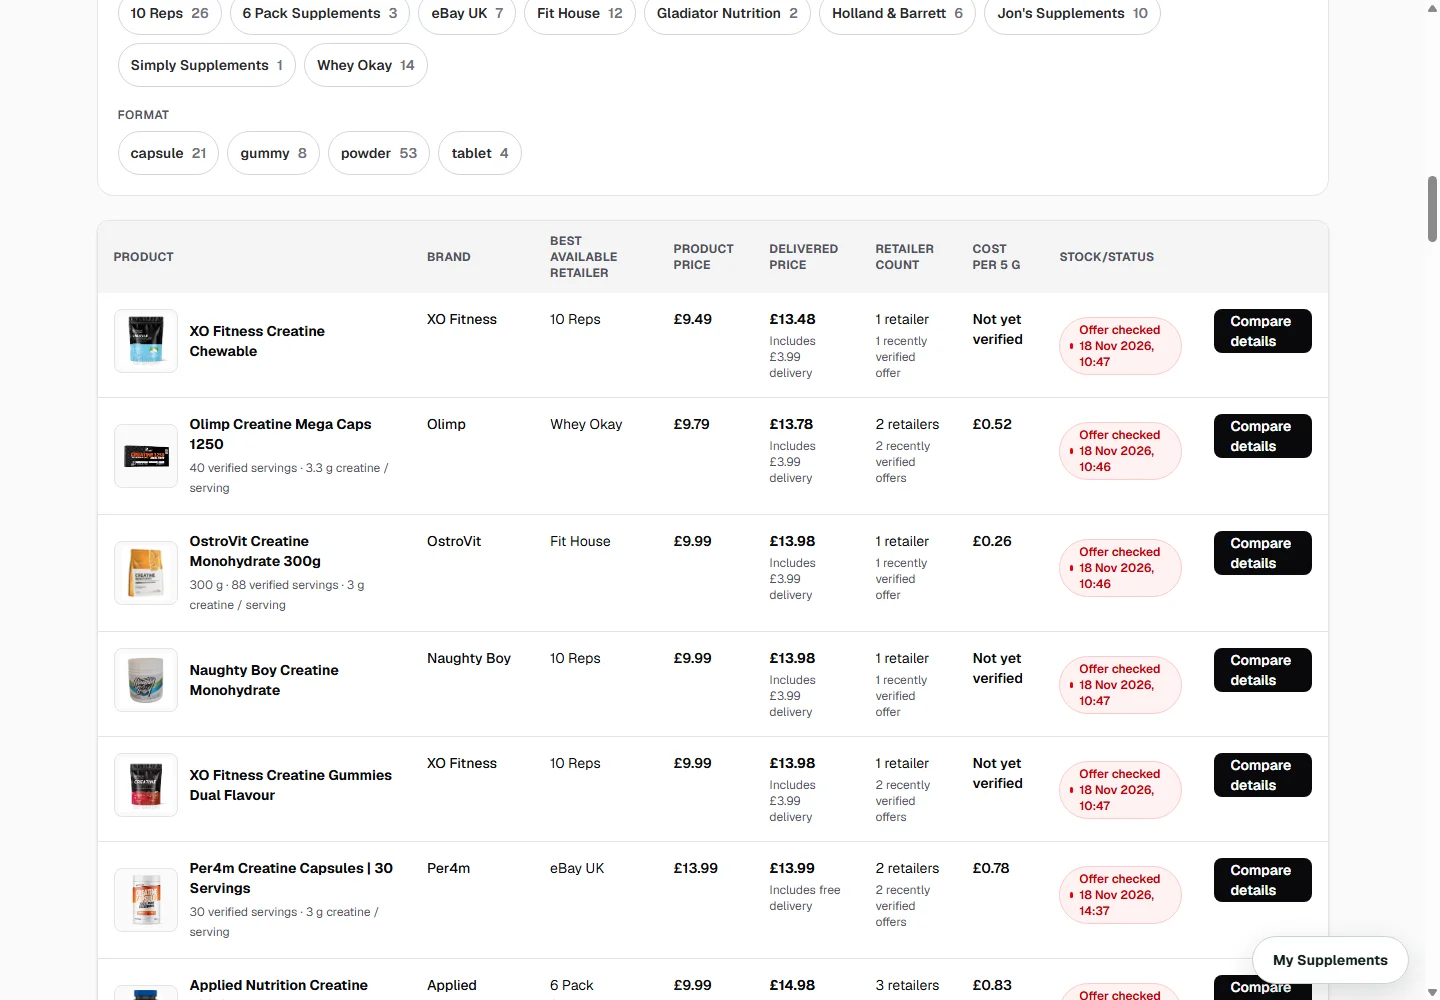 10 Reps 26
6 Pack Supplements 3
eBay UK 7
Fit House 12
Gladiator Nutrition 2
Holland & Barrett 6
Jon's Supplements 10
Simply Supplements 1
Whey Okay 14
FORMAT
capsule 21
gummy 8
powder 53
tablet 4
PRODUCT
BRAND
BEST
AVAILABLE
RETAILER
PRODUCT
PRICE
DELIVERED
PRICE
RETAILER
COUNT
COST
PER 5 G
STOCK/STATUS
XO Fitness Creatine
Chewable
XO Fitness
10 Reps
£9.49
£13.48
Includes
£3.99
delivery
1 retailer
1 recently
verified
offer
Not yet
verified
Offer checked
18 Nov 2026,
10:47
Compare
details
Olimp Creatine Mega Caps
1250
40 verified servings · 3.3 g creatine /
serving
Olimp
Whey Okay
£9.79
£13.78
Includes
£3.99
delivery
2 retailers
2 recently
verified
offers
£0.52
Offer checked
18 Nov 2026,
10:46
Compare
details
OstroVit Creatine
Monohydrate 300g
300 g · 88 verified servings · 3 g
creatine / serving
OstroVit
Fit House
£9.99
£13.98
Includes
£3.99
delivery
1 retailer
1 recently
verified
offer
£0.26
Offer checked
18 Nov 2026,
10:46
Compare
details
Naughty Boy Creatine
Monohydrate
Naughty Boy
10 Reps
£9.99
£13.98
Includes
£3.99
delivery
1 retailer
1 recently
verified
offer
Not yet
verified
Offer checked
18 Nov 2026,
10:47
Compare
details
XO Fitness Creatine Gummies
Dual Flavour
XO Fitness
10 Reps
£9.99
£13.98
Includes
£3.99
delivery
1 retailer
2 recently
verified
offers
Not yet
verified
Offer checked
18 Nov 2026,
10:47
Compare
details
Per4m Creatine Capsules | 30
Servings
30 verified servings · 3 g creatine /
serving
Per4m
eBay UK
£13.99
£13.99
Includes free
delivery
2 retailers
2 recently
verified
offers
£0.78
Offer checked
18 Nov 2026,
14:37
Compare
details
My Supplements
Applied Nutrition Creatine
Applied
6 Pack
£9.99
£14.98
3 retailers
£0.83
Offer checked
Compare